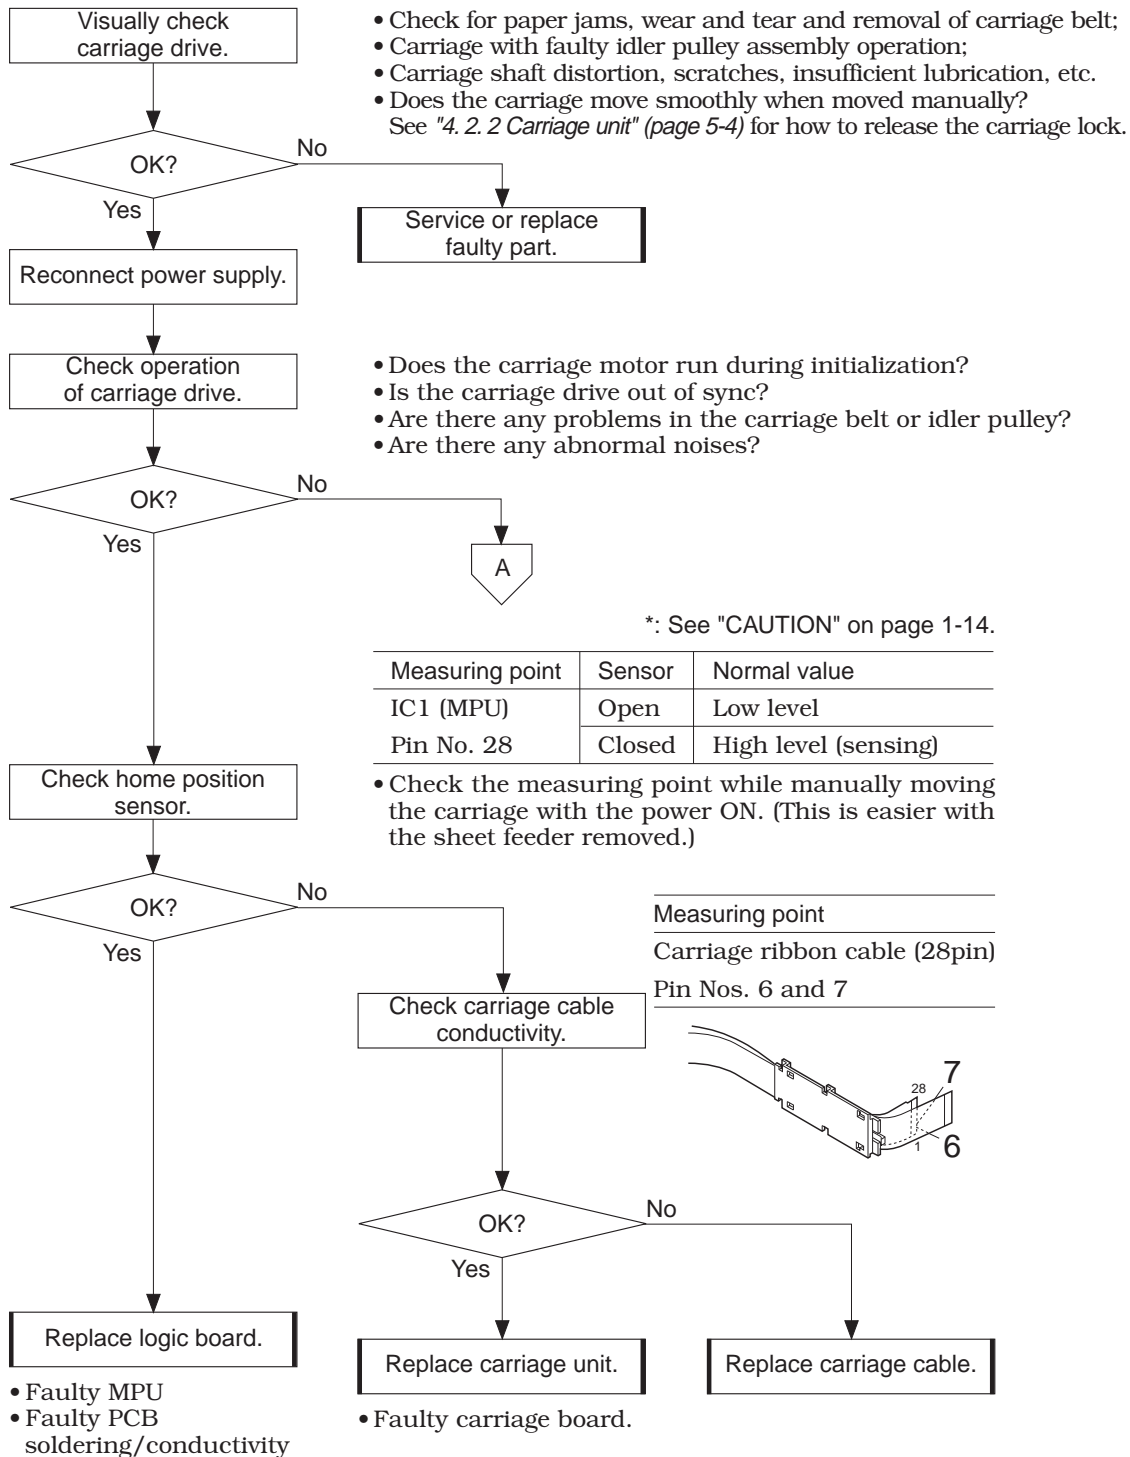 Visually check
carriage drive.
• Check for paper jams, wear and tear and removal of carriage belt;
• Carriage with faulty idler pulley assembly operation;
• Carriage shaft distortion, scratches, insufficient lubrication, etc.
• Does the carriage move smoothly when moved manually?
See "4. 2. 2 Carriage unit" (page 5-4) for how to release the carriage lock.
OK?
No
Yes
Service or replace
faulty part.
Reconnect power supply.
Check operation
of carriage drive.
• Does the carriage motor run during initialization?
• Is the carriage drive out of sync?
• Are there any problems in the carriage belt or idler pulley?
• Are there any abnormal noises?
OK?
No
Yes
A
*: See "CAUTION" on page 1-14.
Measuring point Sensor Normal value
IC1 (MPU) Open Low level
Pin No. 28 Closed High level (sensing)
Check home position
sensor.
• Check the measuring point while manually moving
the carriage with the power ON. (This is easier with
the sheet feeder removed.)
OK?
No
Yes
Measuring point
Carriage ribbon cable (28pin)
Pin Nos. 6 and 7
Check carriage cable
conductivity.
28
7
6
1
OK?
No
Yes
Replace logic board.
• Faulty MPU
• Faulty PCB
soldering/conductivity
Replace carriage unit.
• Faulty carriage board.
Replace carriage cable.